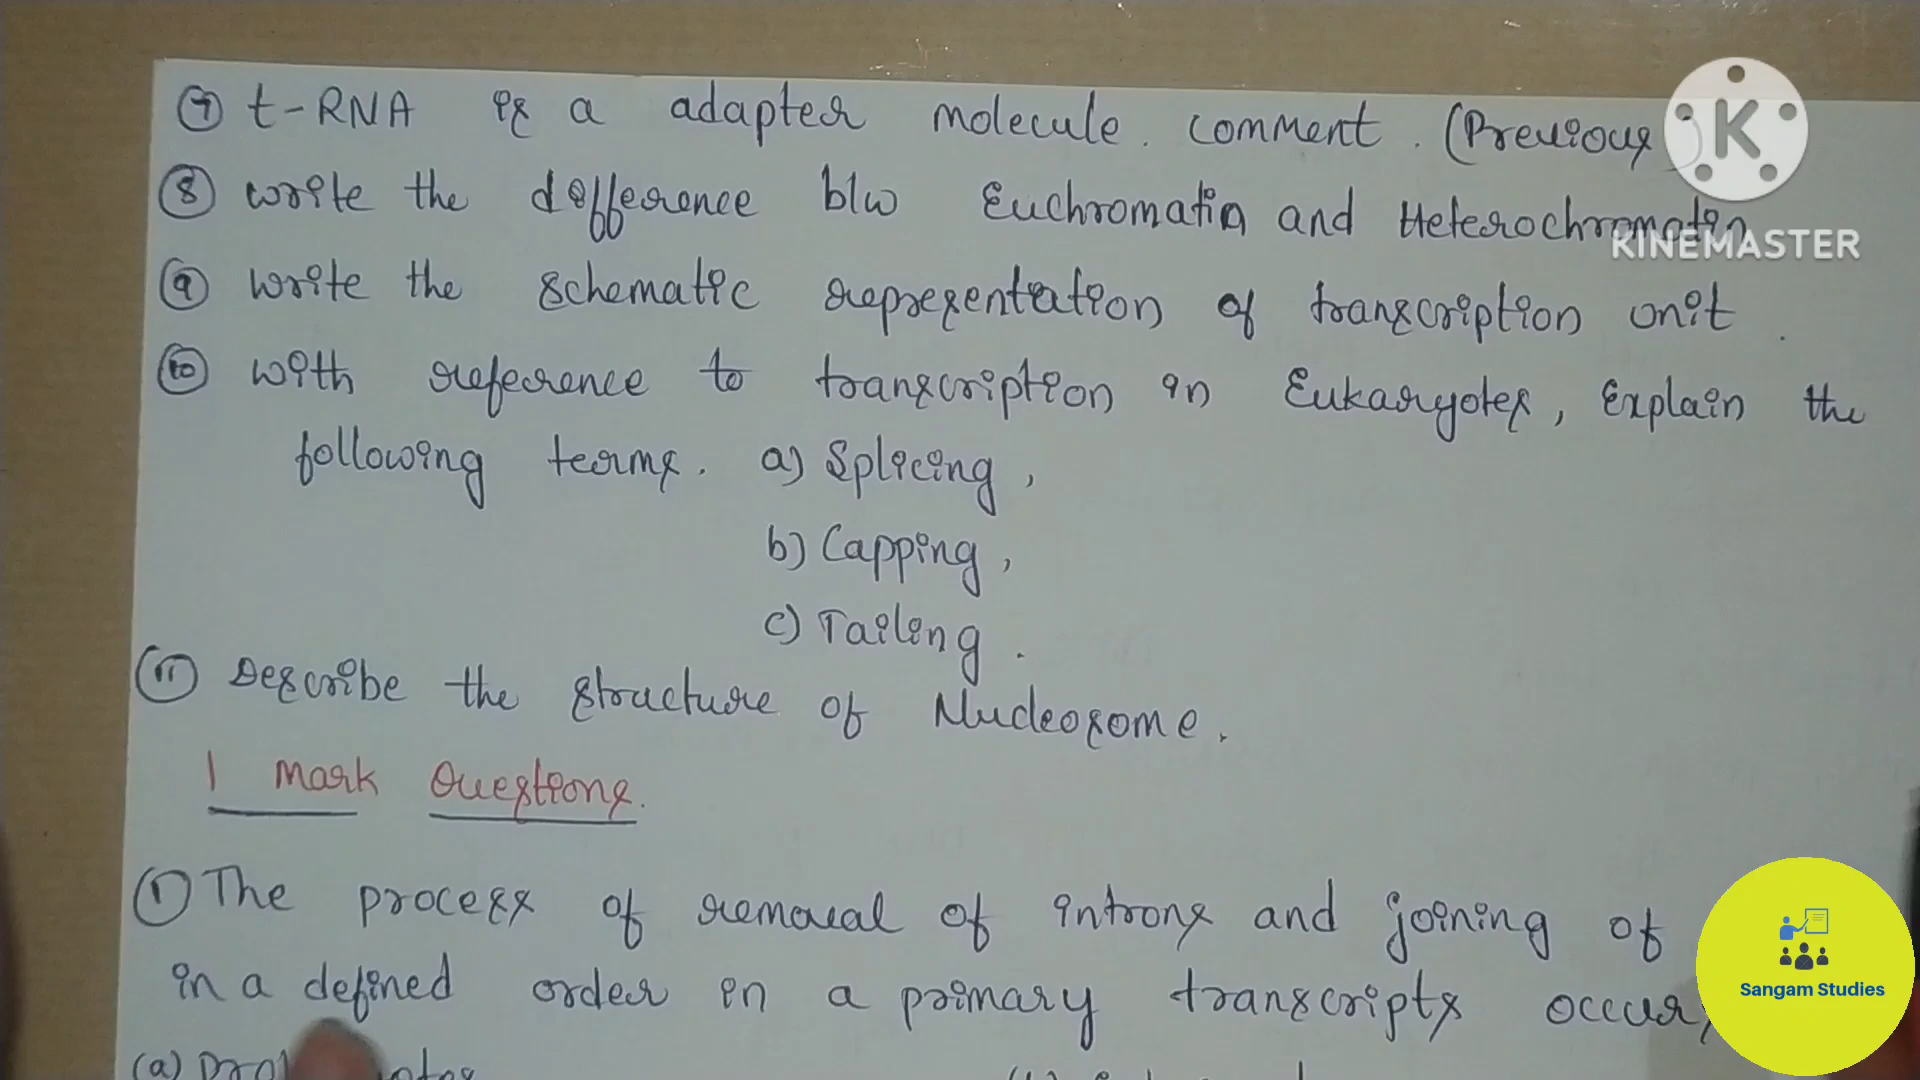 7 t-RNA is a adapter molecule. comment. (Previous
8 write the difference b/w Euchromatin and Heterochromatin
9 write the schematic representation of transcription unit.
10 with reference to transcription in Eukaryotes, Explain the
following terms. a) Splicing,
b) Capping,
c) Tailing.
11 Describe the structure of Nucleosome.
1 Mark Questions.
1 The process of removal of introns and joining of
in a defined order in a primary transcripts occurs
(a)
K
KINEMASTER
Sangam Studies